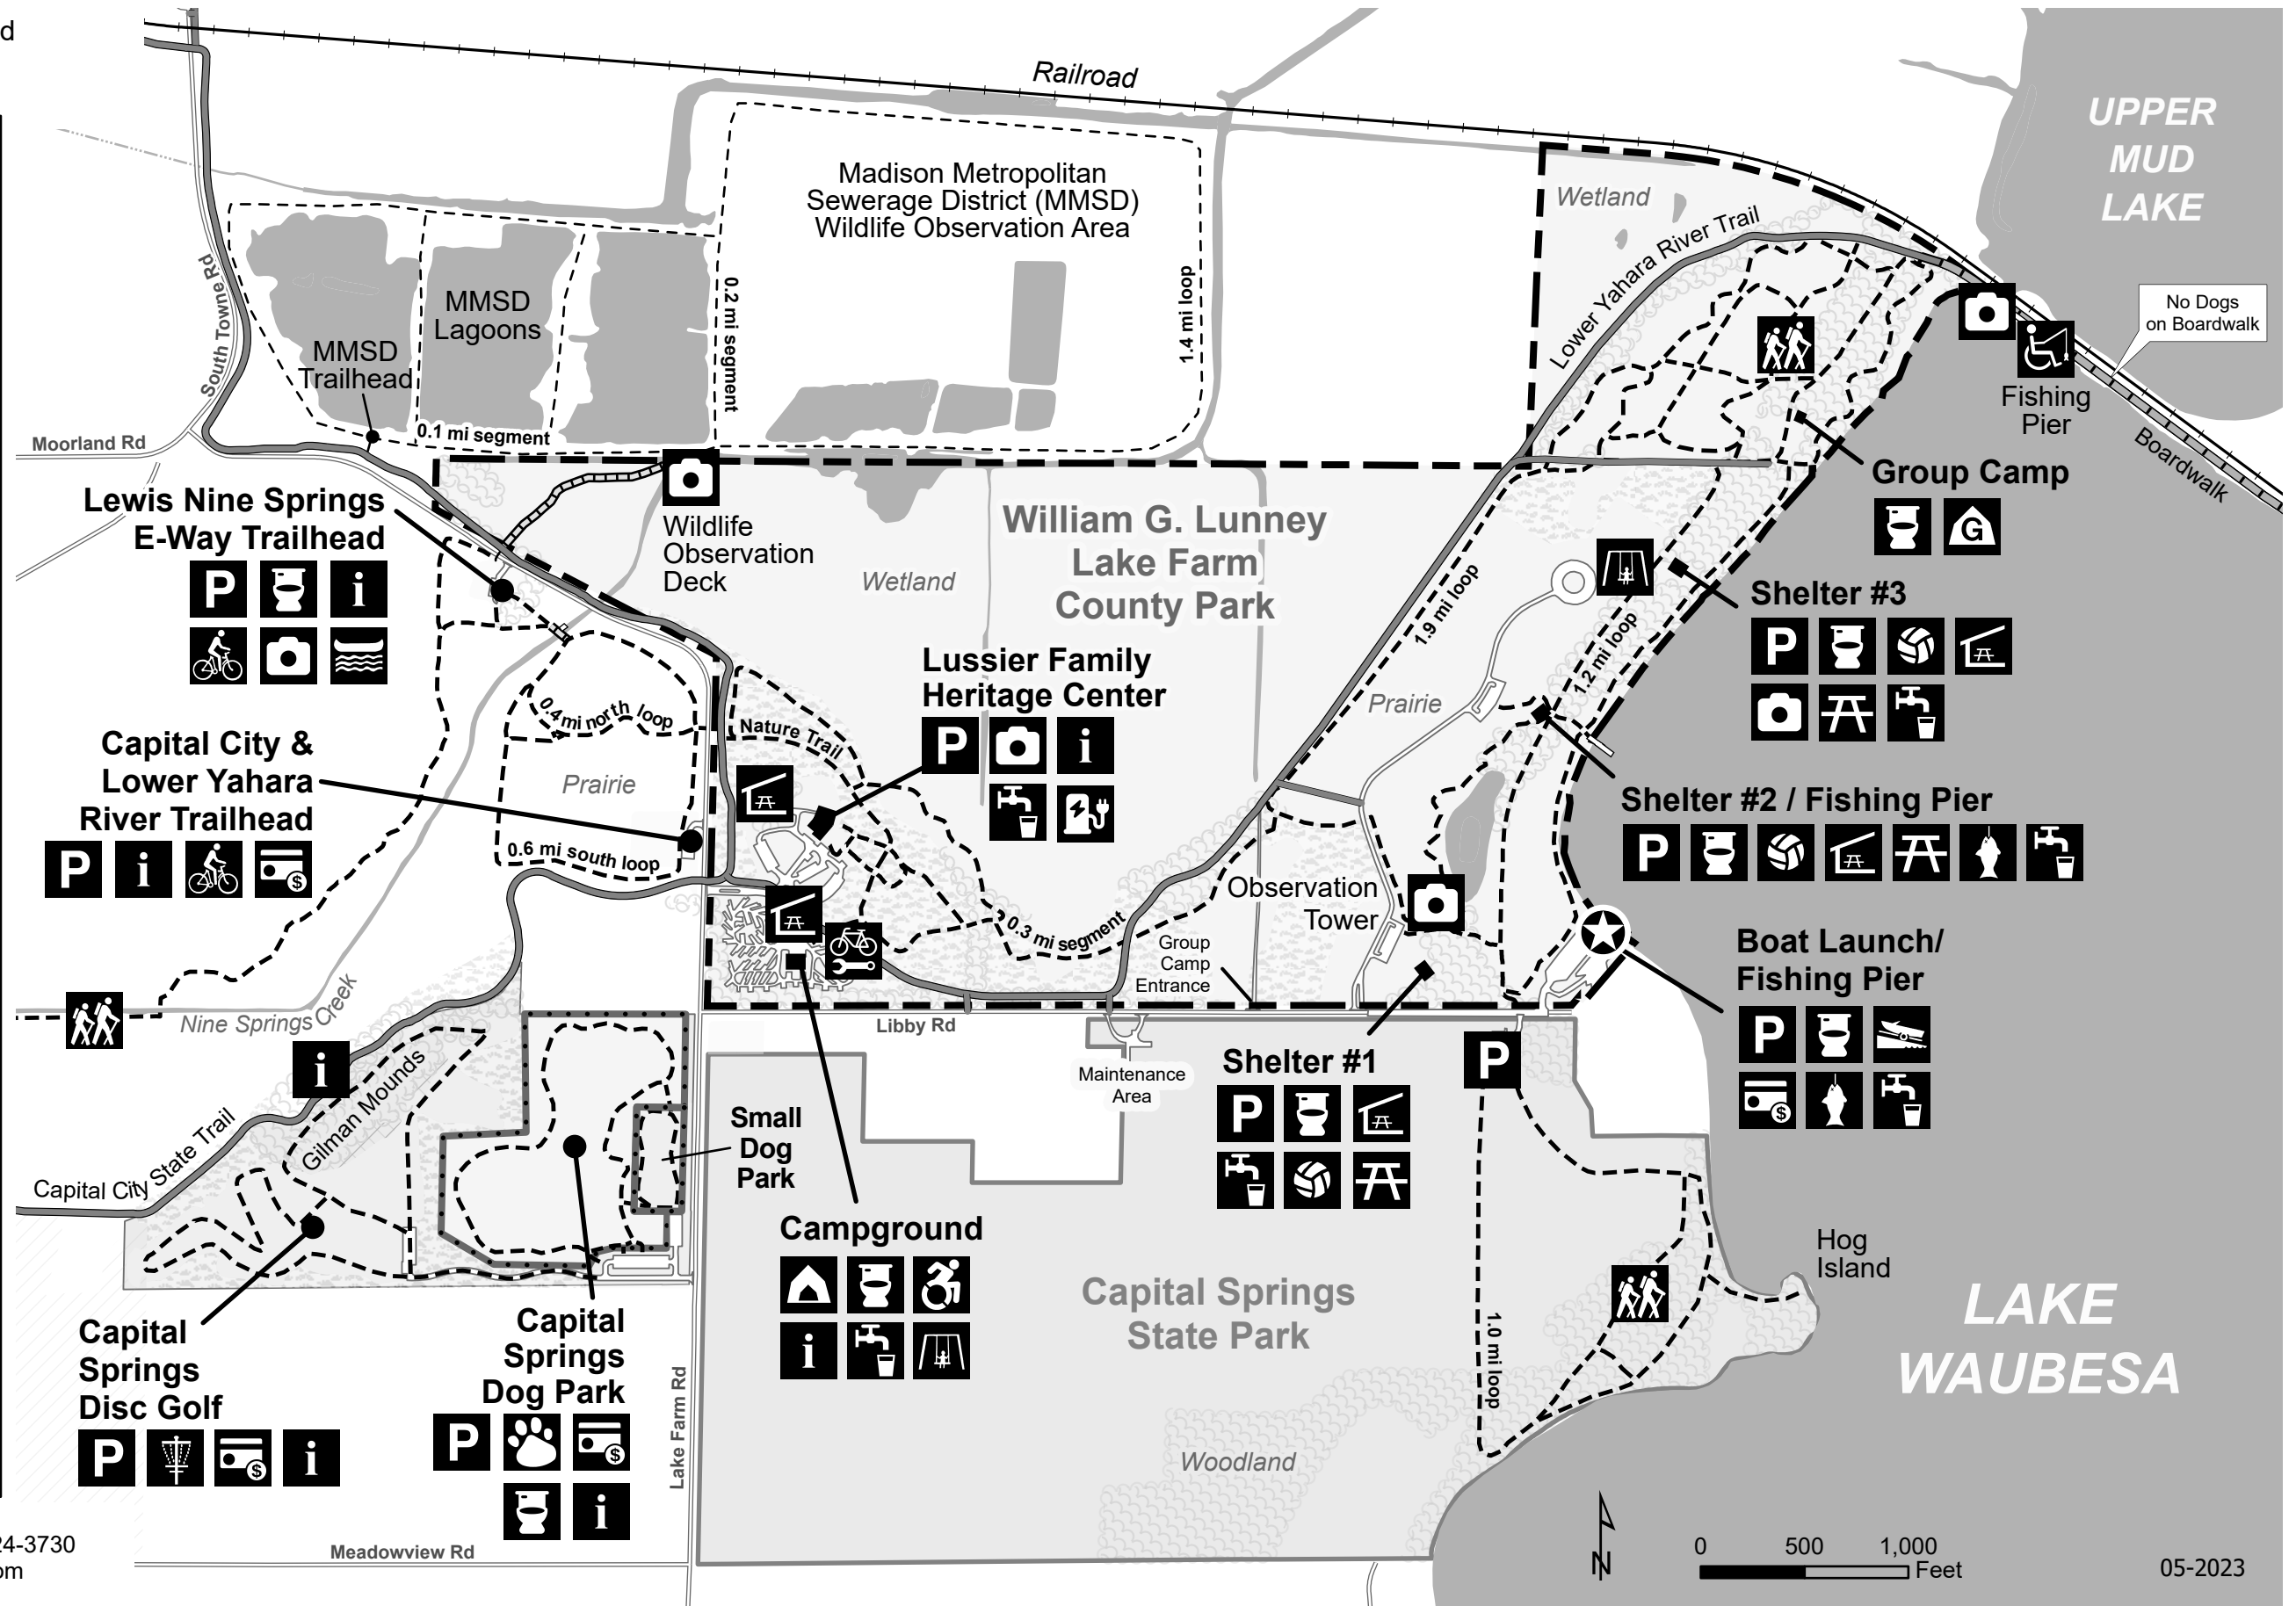 d
Railroad
UPPER
MUD
LAKE
Madison Metropolitan
Sewerage District (MMSD)
Wildlife Observation Area
Wetland
Lower Yahara River Trail
South Towne Rd
MMSD
Lagoons
MMSD
Trailhead
0.2 mi segment
1.4 mi loop
No Dogs
on Boardwalk
Fishing
Pier
Boardwalk
Moorland Rd
0.1 mi segment
Lewis Nine Springs
E-Way Trailhead
P
i
Wildlife
Observation
Deck
Wetland
William G. Lunney
Lake Farm
County Park
Group Camp
G
1.9 mi loop
Shelter #3
P
1.2 mi loop
Lussier Family
Heritage Center
P
i
0.4 mi north loop
Nature Trail
Prairie
Capital City &
Lower Yahara
River Trailhead
P
i
$
Prairie
0.6 mi south loop
Shelter #2 / Fishing Pier
P
Observation
Tower
0.3 mi segment
Group
Camp
Entrance
Boat Launch/
Fishing Pier
P
$
Nine Springs Creek
Libby Rd
i
Gilman Mounds
Capital City State Trail
Maintenance
Area
Shelter #1
P
P
Small
Dog
Park
Campground
i
Hog
Island
Capital Springs
State Park
1.0 mi loop
LAKE
WAUBESA
Capital
Springs
Disc Golf
P
$
i
Capital
Springs
Dog Park
P
$
i
Lake Farm Rd
Woodland
24-3730
om
Meadowview Rd
N
0 500 1,000
Feet
05-2023